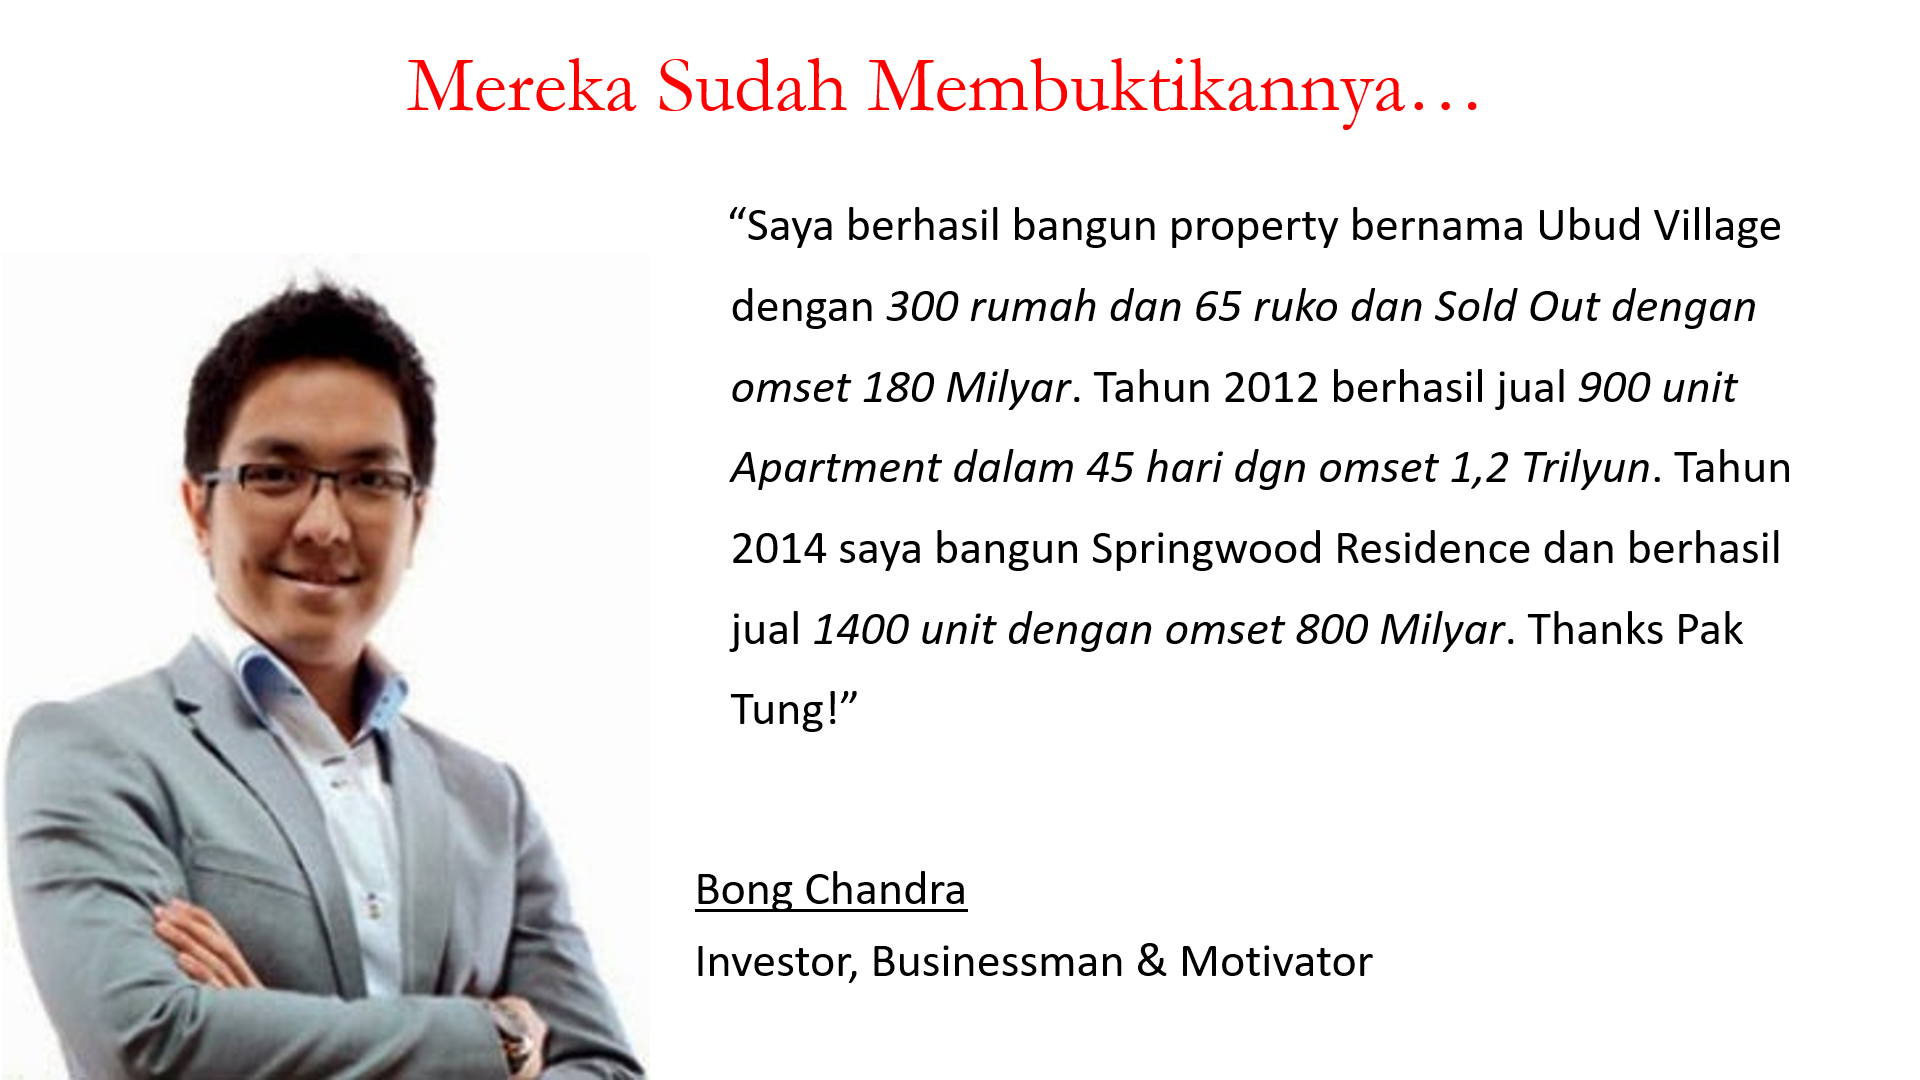 Mereka Sudah Membuktikannya…
“Saya berhasil bangun property bernama Ubud Village
dengan 300 rumah dan 65 ruko dan Sold Out dengan
omset 180 Milyar. Tahun 2012 berhasil jual 900 unit
Apartment dalam 45 hari dgn omset 1,2 Trilyun. Tahun
2014 saya bangun Springwood Residence dan berhasil
jual 1400 unit dengan omset 800 Milyar. Thanks Pak
Tung!”
Bong Chandra
Investor, Businessman & Motivator